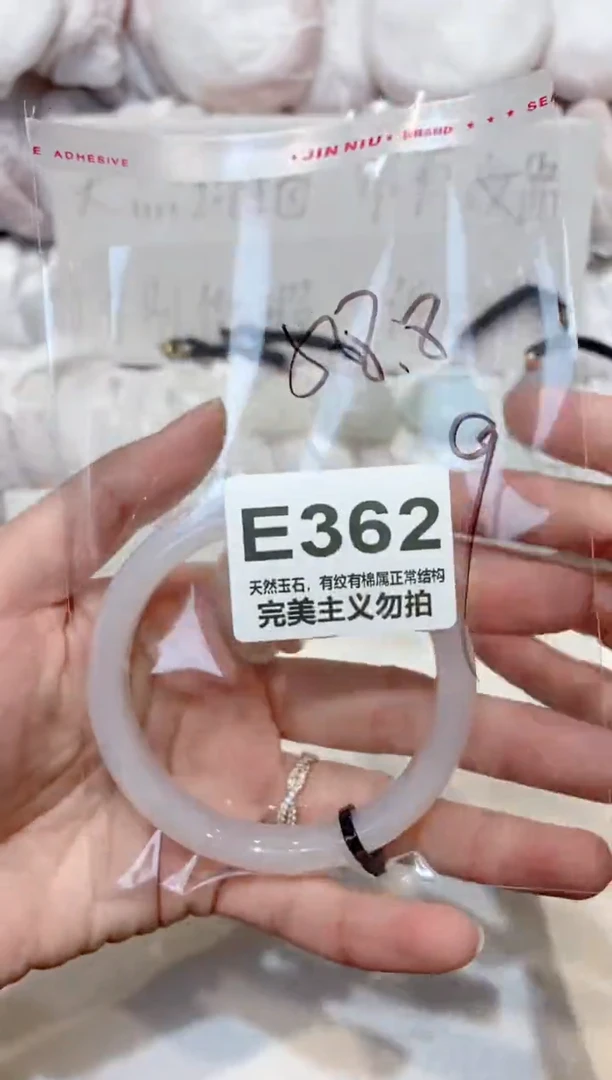 E ADHESIVE • JIN NIU • BRAND ★ ★ ★ SE
88.8
9
E362
天然玉石，有纹有棉属正常结构
完美主义勿拍